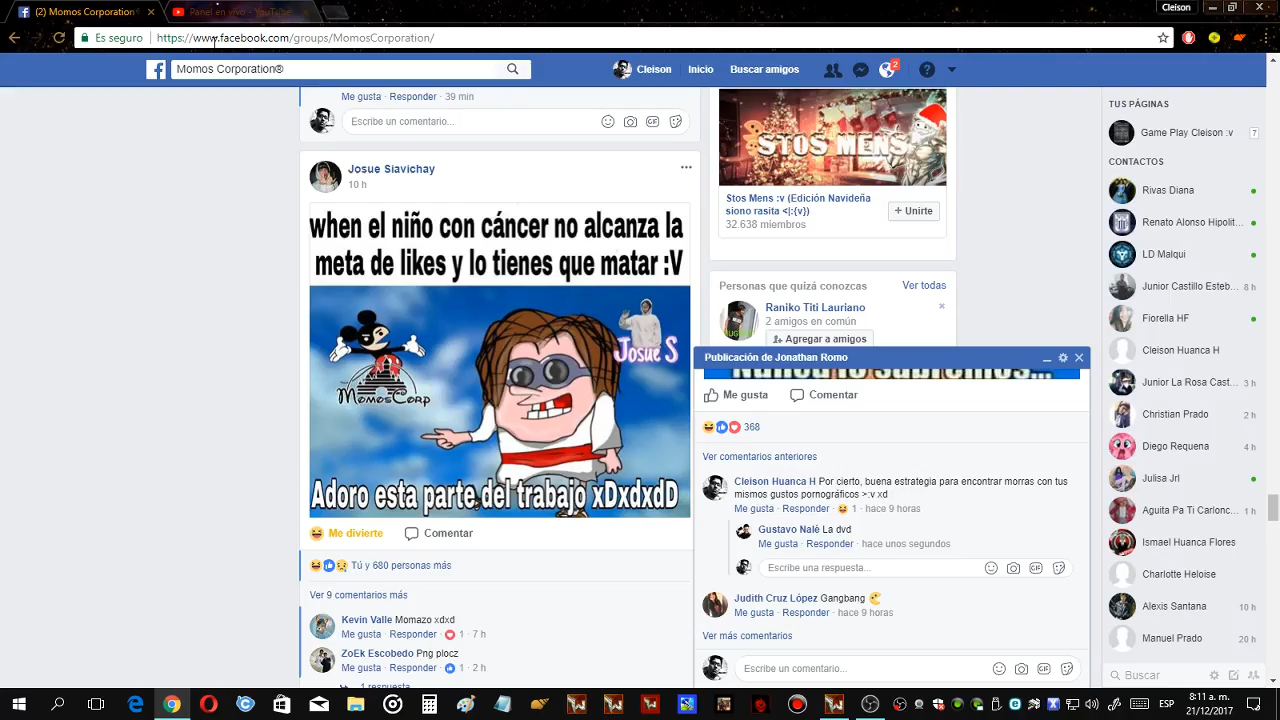 (2) Momos Corporation®
Panel en vivo - YouTube
Cleison
Es seguro
https://www.facebook.com/groups/MomosCorporation/
Momos Corporation®
Cleison
Inicio
Buscar amigos
2
Me gusta · Responder · 39 min
Escribe un comentario...
GIF
Josue Siavichay
10 h
when el niño con cáncer no alcanza la
meta de likes y lo tienes que matar :V
Josue S
MomosCorp
Adoro esta parte del trabajo xDxdxdD
Me divierte
Comentar
Tú y 680 personas más
Ver 9 comentarios más
Kevin Valle Momazo xdxd
Me gusta · Responder · 1 · 7 h
ZoEk Escobedo Png plocz
Me gusta · Responder · 1 · 2 h
1 respuesta
STOS MENS
Stos Mens :v (Edición Navideña
siono rasita <|:{v})
32.638 miembros
+ Unirte
Personas que quizá conozcas
Ver todas
Raniko Titi Lauriano
2 amigos en común
Agregar a amigos
Publicación de Jonathan Romo
Nunca lo sabremos...
Me gusta
Comentar
368
Ver comentarios anteriores
Cleison Huanca H Por cierto, buena estrategia para encontrar morras con tus
mismos gustos pornográficos >:v xd
Me gusta · Responder · 1 · hace 9 horas
Gustavo Nalé La dvd
Me gusta · Responder · hace unos segundos
Escribe una respuesta...
GIF
Judith Cruz López Gangbang
Me gusta · Responder · hace 9 horas
Ver más comentarios
Escribe un comentario...
GIF
TUS PÁGINAS
Game Play Cleison :v
7
CONTACTOS
Rivas Diana
Renato Alonso Hipolit...
LD Malqui
Junior Castillo Esteb...
8 h
Fiorella HF
Cleison Huanca H
Junior La Rosa Cast...
3 h
Christian Prado
2 h
Diego Requena
4 h
Julisa Jrl
Aguita Pa Ti Carlonc...
1 h
Ismael Huanca Flores
Charlotte Heloise
Alexis Santana
10 h
Manuel Prado
20 h
Buscar
ESP
8:11 a.m.
21/12/2017